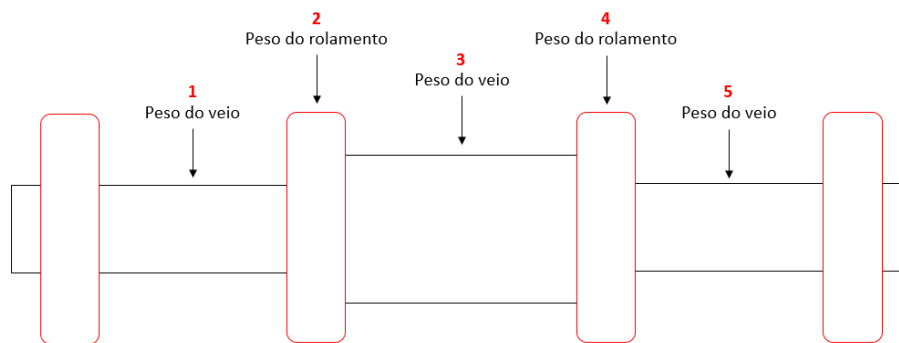 2
Peso do rolamento
4
Peso do rolamento
3
Peso do veio
1
Peso do veio
5
Peso do veio